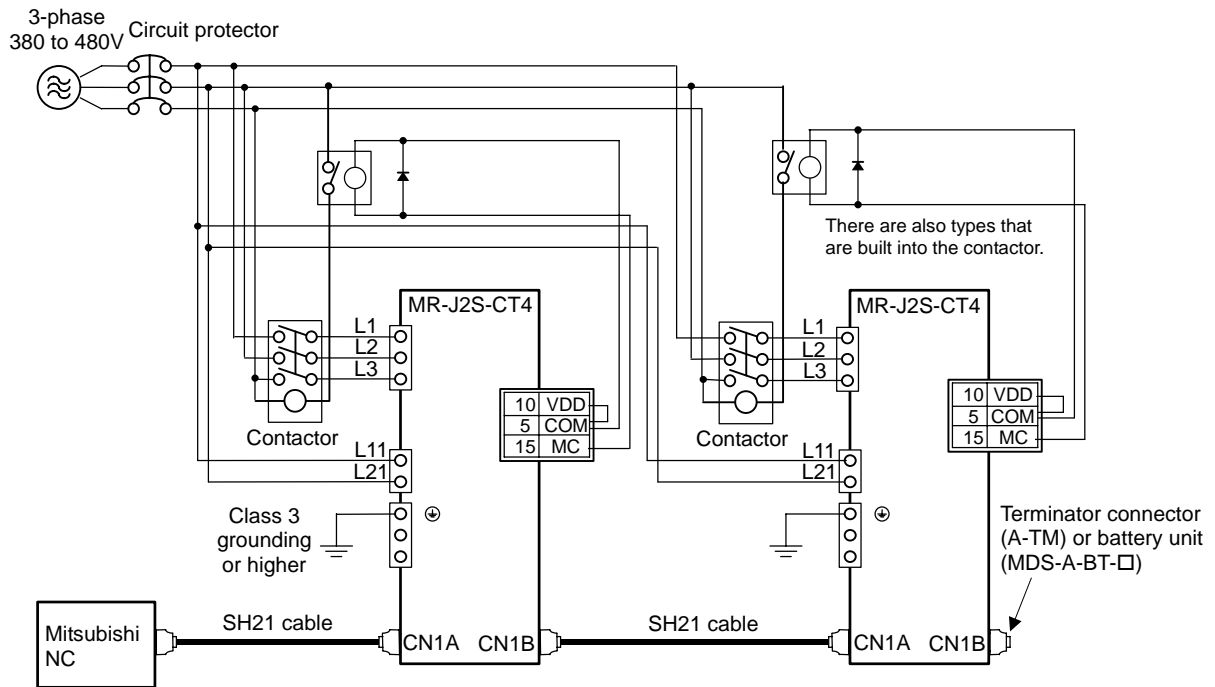 3-phase
380 to 480V
Circuit protector
There are also types that
are built into the contactor.
MR-J2S-CT4
L1
L2
L3
10 VDD
5 COM
15 MC
Contactor
L11
L21
Class 3
grounding
or higher
MR-J2S-CT4
L1
L2
L3
10 VDD
5 COM
15 MC
Contactor
L11
L21
Terminator connector
(A-TM) or battery unit
(MDS-A-BT-□)
Mitsubishi
NC
SH21 cable
CN1A
CN1B
SH21 cable
CN1A
CN1B